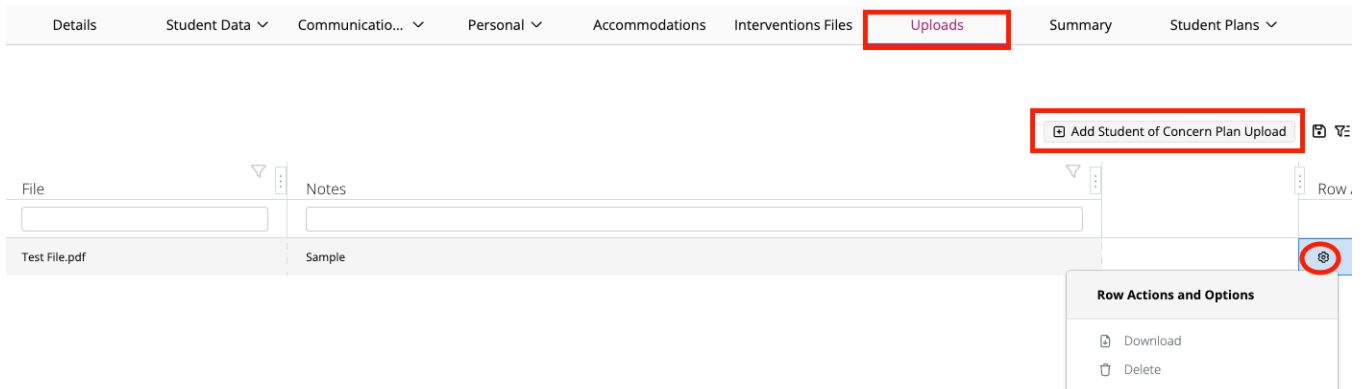 Details Student Data Communicatio... Personal Accommodations Interventions Files Uploads Summary Student Plans
Add Student of Concern Plan Upload
File Notes Row
Test File.pdf Sample
Row Actions and Options
Download
Delete